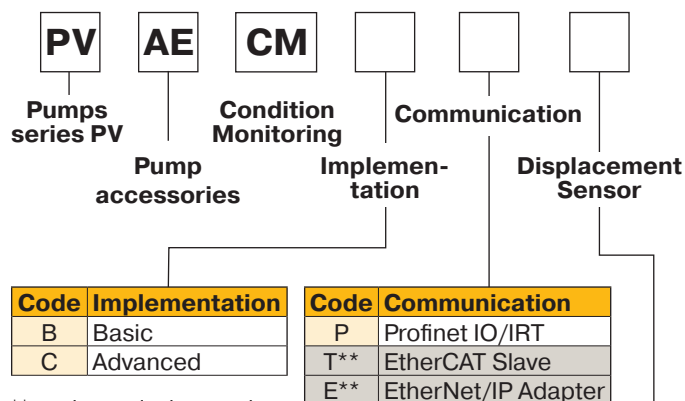 PV AE CM
Pumps series PV
Condition Monitoring
Communication
Pump accessories
Implemen-
tation
Displacement Sensor
Code Implementation
B Basic
C Advanced
Code Communication
P Profinet IO/IRT
T** EtherCAT Slave
E** EtherNet/IP Adapter